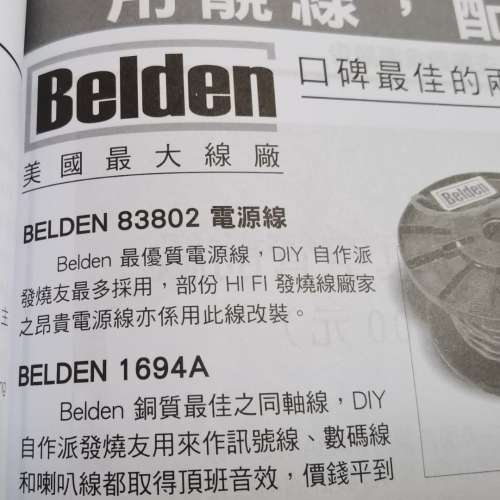 用靚線，配
Belden
口碑最佳的兩
美國最大線廠
Belden
BELDEN 83802 電源線
Belden 最優質電源線，DIY 自作派
發燒友最多採用，部份 HI FI 發燒線廠家
之昂貴電源線亦係用此線改裝。
BELDEN 1694A
Belden 銅質最佳之同軸線，DIY
自作派發燒友用來作訊號線、數碼線
和喇叭線都取得頂班音效，價錢平到